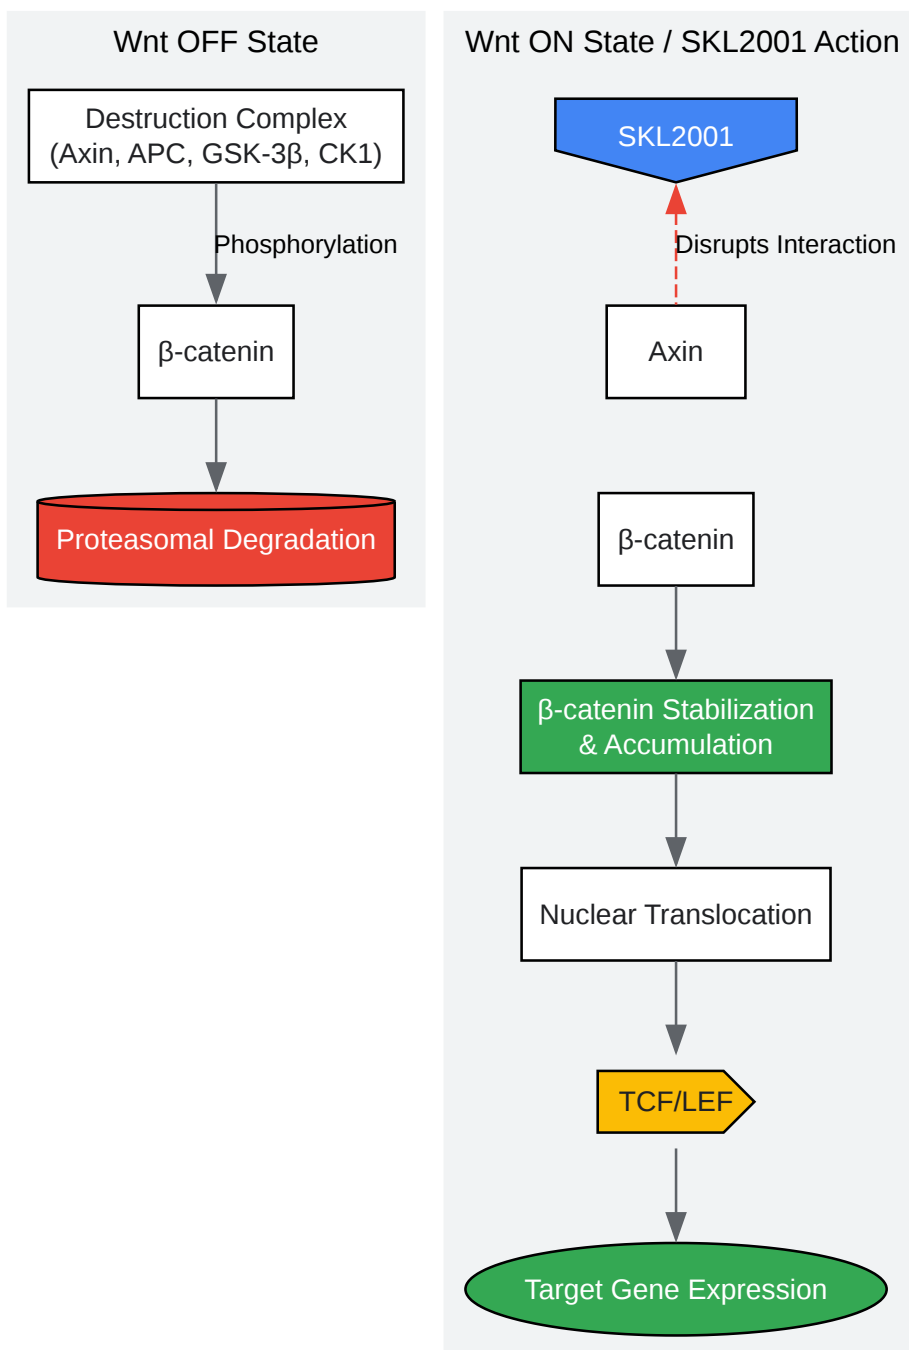 Wnt OFF State
Destruction Complex
(Axin, APC, GSK-3β, CK1)
Phosphorylation
β-catenin
Proteasomal Degradation
Wnt ON State / SKL2001 Action
SKL2001
Disrupts Interaction
Axin
β-catenin
β-catenin Stabilization
& Accumulation
Nuclear Translocation
TCF/LEF
Target Gene Expression